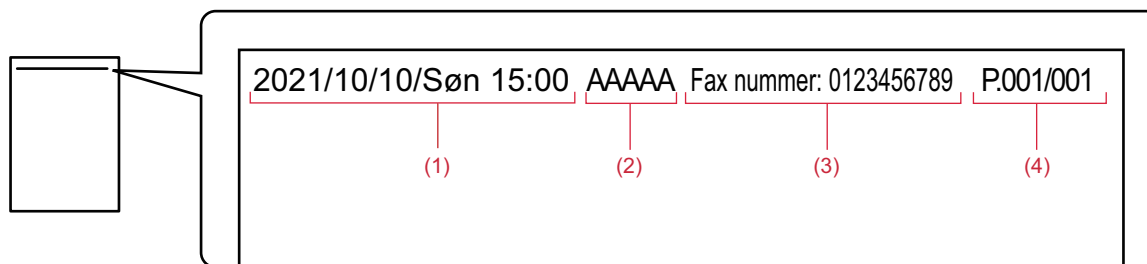 2021/10/10/Søn 15:00 AAAAA Fax nummer: 0123456789 P.001/001
(1) (2) (3) (4)